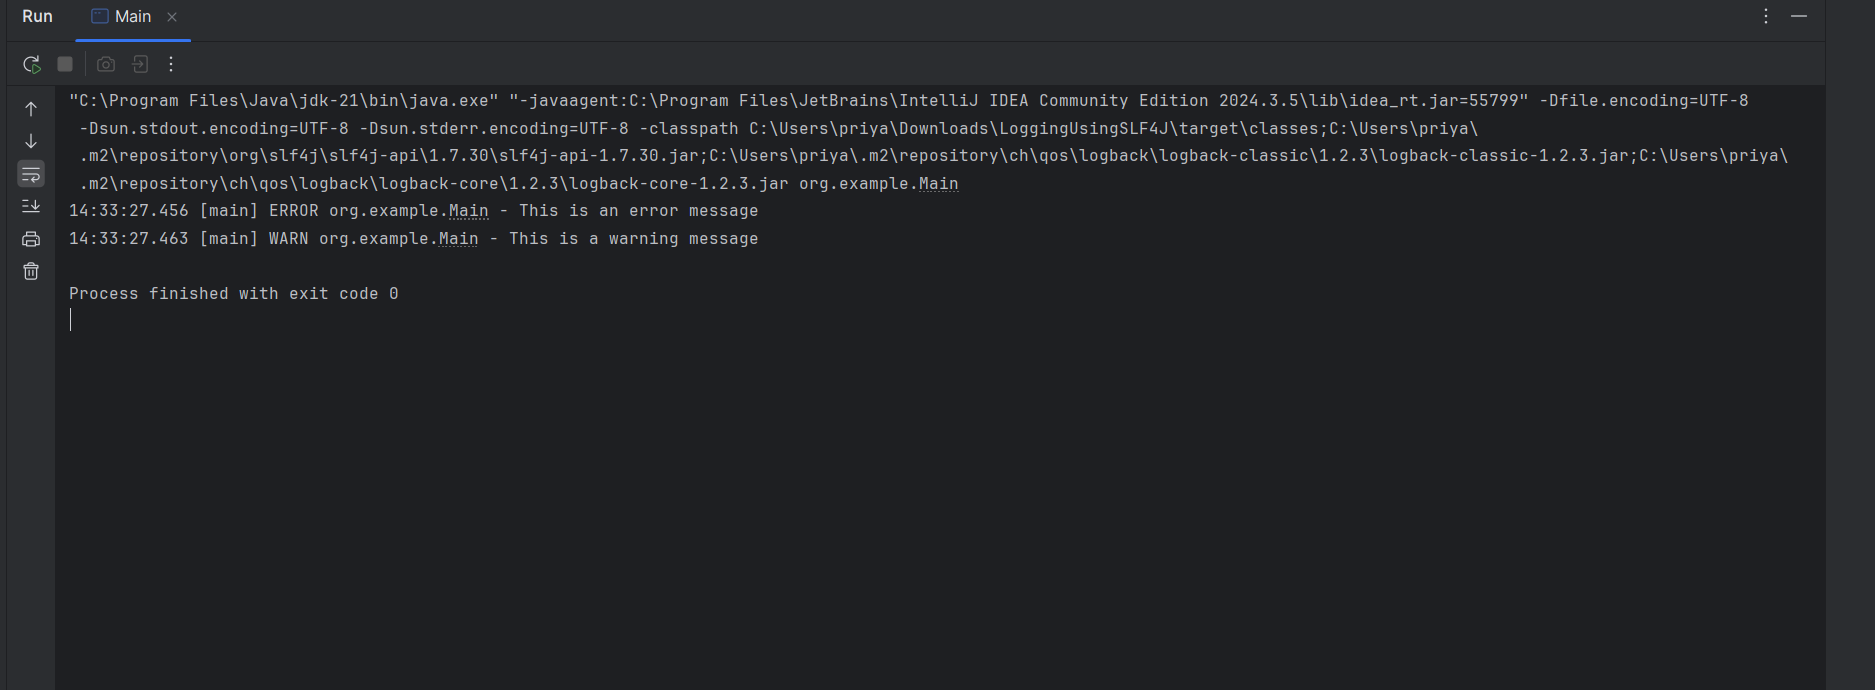 Run Main
"C:\Program Files\Java\jdk-21\bin\java.exe" "-javaagent:C:\Program Files\JetBrains\IntelliJ IDEA Community Edition 2024.3.5\lib\idea_rt.jar=55799" -Dfile.encoding=UTF-8
-Dsun.stdout.encoding=UTF-8 -Dsun.stderr.encoding=UTF-8 -classpath C:\Users\priya\Downloads\LoggingUsingSLF4J\target\classes;C:\Users\priya\
.m2\repository\org\slf4j\slf4j-api\1.7.30\slf4j-api-1.7.30.jar;C:\Users\priya\.m2\repository\ch\qos\logback\logback-classic\1.2.3\logback-classic-1.2.3.jar;C:\Users\priya\
.m2\repository\ch\qos\logback\logback-core\1.2.3\logback-core-1.2.3.jar org.example.Main
14:33:27.456 [main] ERROR org.example.Main - This is an error message
14:33:27.463 [main] WARN org.example.Main - This is a warning message
Process finished with exit code 0